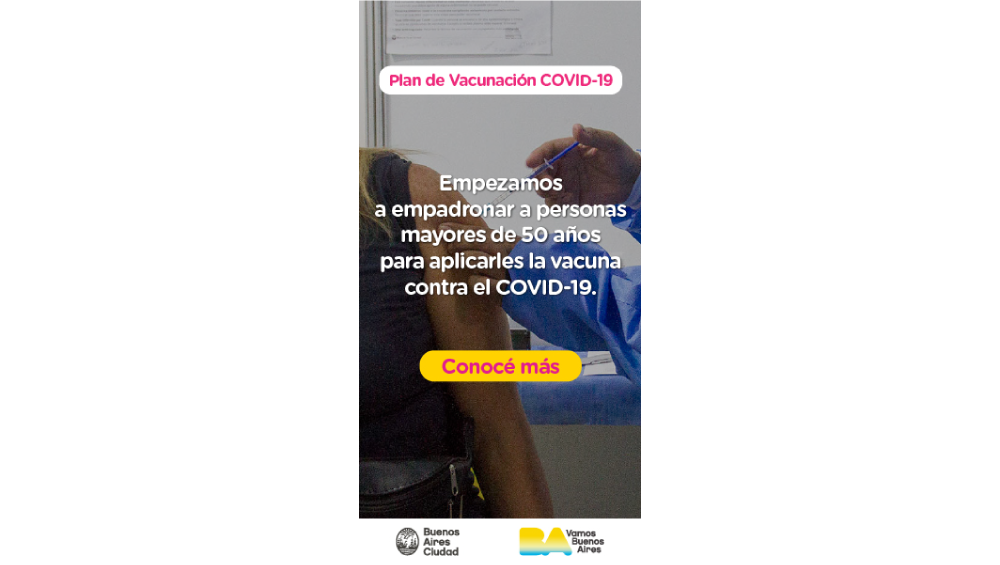 Plan de Vacunación COVID-19
Empezamos
a empadronar a personas
mayores de 50 años
para aplicarles la vacuna
contra el COVID-19.
Conocé más
Buenos
Aires
Ciudad
BA
Vamos
Buenos
Aires